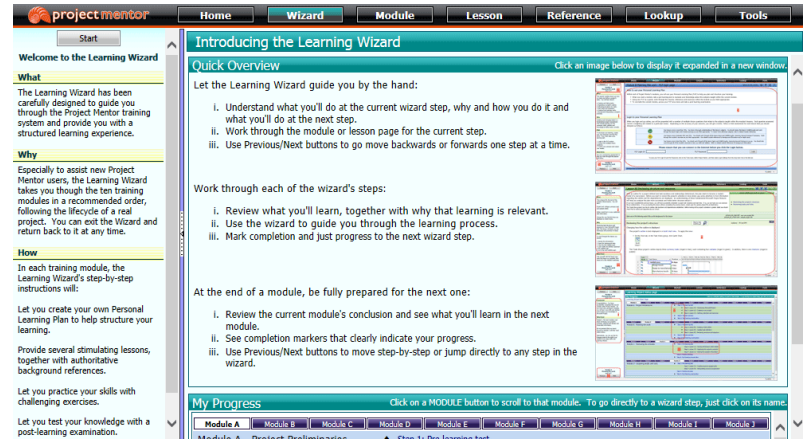 projectmentor
Home
Wizard
Module
Lesson
Reference
Lookup
Tools
Start
Welcome to the Learning Wizard
What
The Learning Wizard has been
carefully designed to guide you
through the Project Mentor training
system and provide you with a
structured learning experience.
Why
Especially to assist new Project
Mentor users, the Learning Wizard
takes you though the ten training
modules in a recommended order,
following the lifecycle of a real
project.  You can exit the Wizard and
return back to it at any time.
How
In each training module, the
Learning Wizard's step-by-step
instructions will:
Let you create your own Personal
Learning Plan to help structure your
learning.
Provide several stimulating lessons,
together with authoritative
background references.
Let you practice your skills with
challenging exercises.
Let you test your knowledge with a
post-learning examination.
Introducing the Learning Wizard
Quick Overview
Click an image below to display it expanded in a new window.
Let the Learning Wizard guide you by the hand:
i. Understand what you'll do at the current wizard step, why and how you do it and
what you'll do at the next step.
ii. Work through the module or lesson page for the current step.
iii. Use Previous/Next buttons to go move backwards or forwards one step at a time.
Work through each of the wizard's steps:
i. Review what you'll learn, together with why that learning is relevant.
ii. Use the wizard to guide you through the learning process.
iii. Mark completion and just progress to the next wizard step.
At the end of a module, be fully prepared for the next one:
i. Review the current module's conclusion and see what you'll learn in the next
module.
ii. See completion markers that clearly indicate your progress.
iii. Use Previous/Next buttons to move step-by-step or jump directly to any step in the
wizard.
My Progress
Click on a MODULE button to scroll to that module.  To go directly to a wizard step, just click on its name.
Module A
Module B
Module C
Module D
Module E
Module F
Module G
Module H
Module I
Module J
Module A - Project Preliminaries
Step 1: Pre-learning test